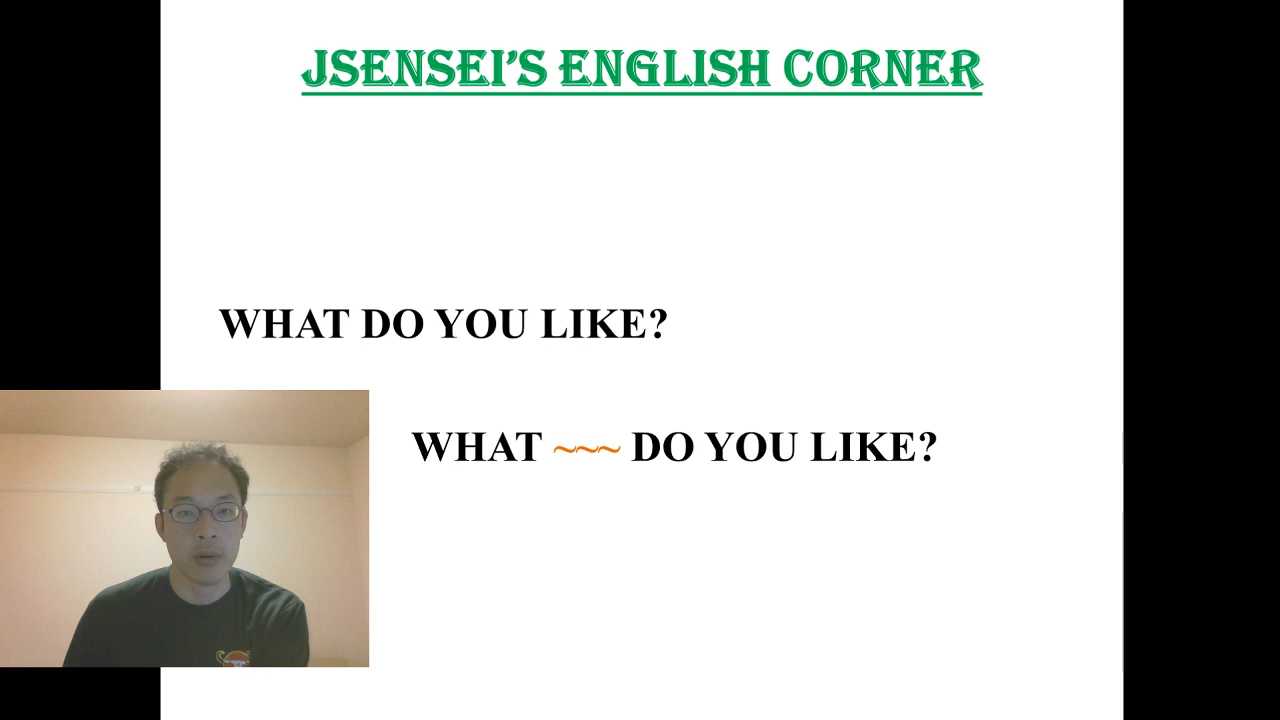 JSENSEI'S ENGLISH CORNER
WHAT DO YOU LIKE?
WHAT ~~~ DO YOU LIKE?